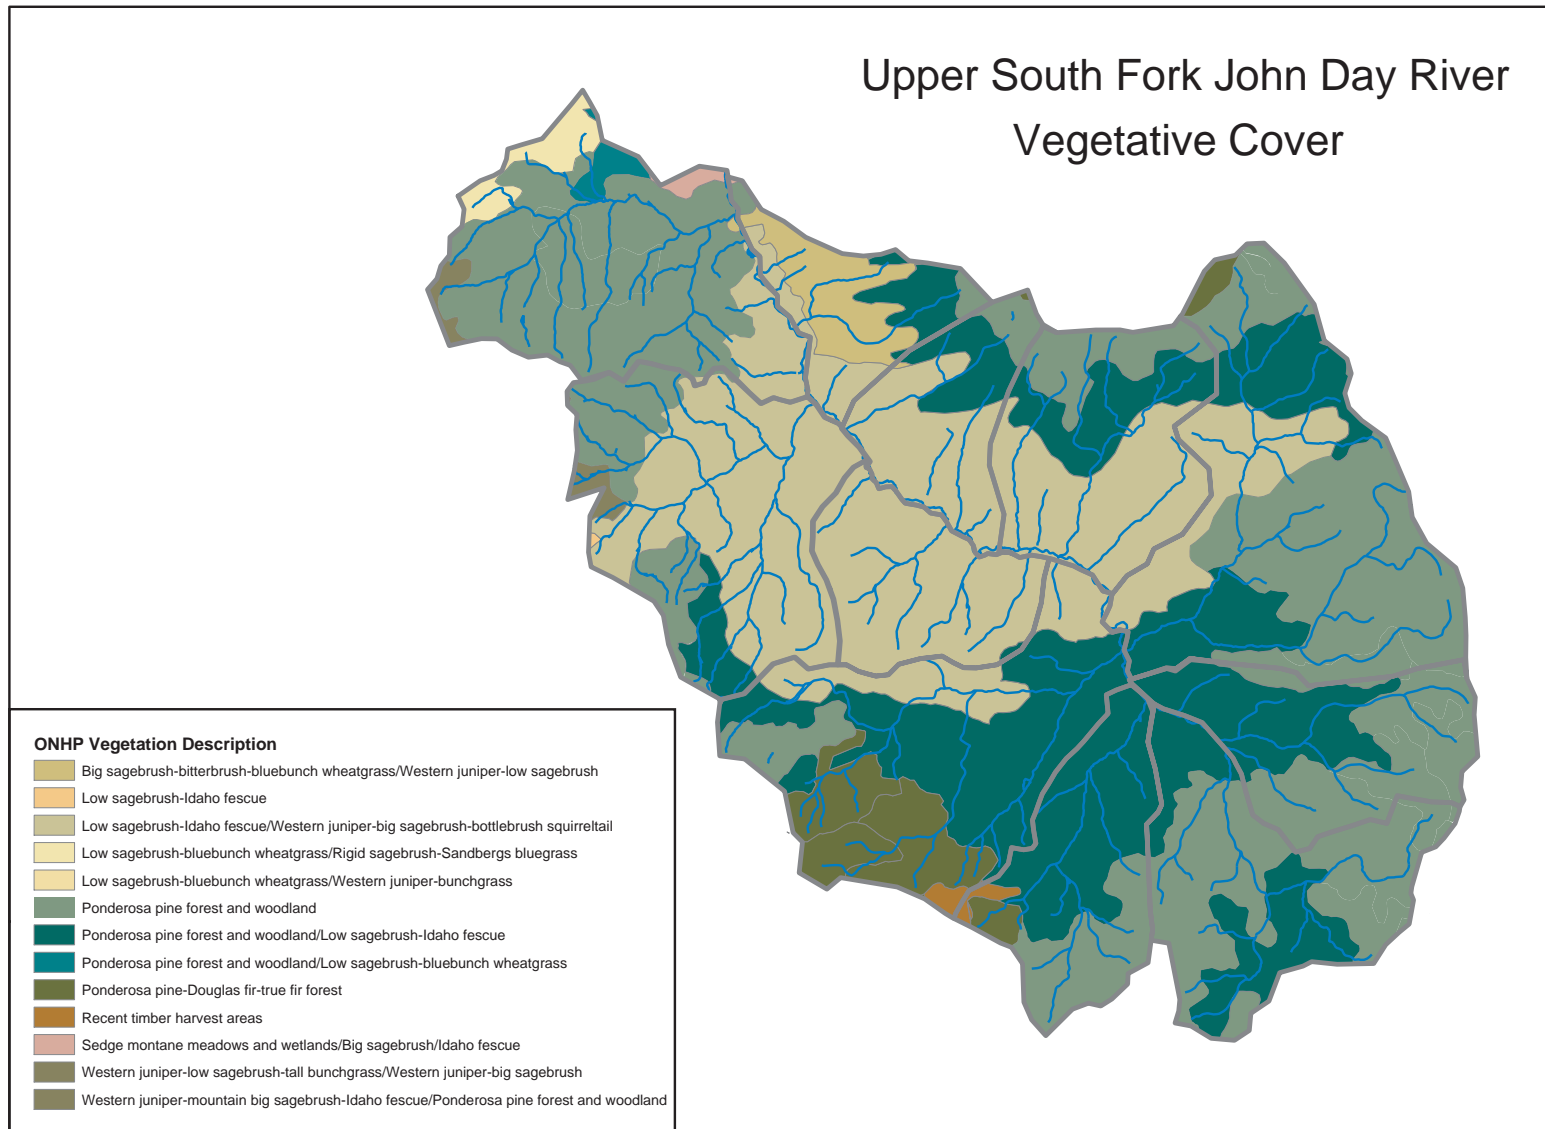 Upper South Fork John Day River
Vegetative Cover
ONHP Vegetation Description
Big sagebrush-bitterbrush-bluebunch wheatgrass/Western juniper-low sagebrush
Low sagebrush-Idaho fescue
Low sagebrush-Idaho fescue/Western juniper-big sagebrush-bottlebrush squirreltail
Low sagebrush-bluebunch wheatgrass/Rigid sagebrush-Sandbergs bluegrass
Low sagebrush-bluebunch wheatgrass/Western juniper-bunchgrass
Ponderosa pine forest and woodland
Ponderosa pine forest and woodland/Low sagebrush-Idaho fescue
Ponderosa pine forest and woodland/Low sagebrush-bluebunch wheatgrass
Ponderosa pine-Douglas fir-true fir forest
Recent timber harvest areas
Sedge montane meadows and wetlands/Big sagebrush/Idaho fescue
Western juniper-low sagebrush-tall bunchgrass/Western juniper-big sagebrush
Western juniper-mountain big sagebrush-Idaho fescue/Ponderosa pine forest and woodland